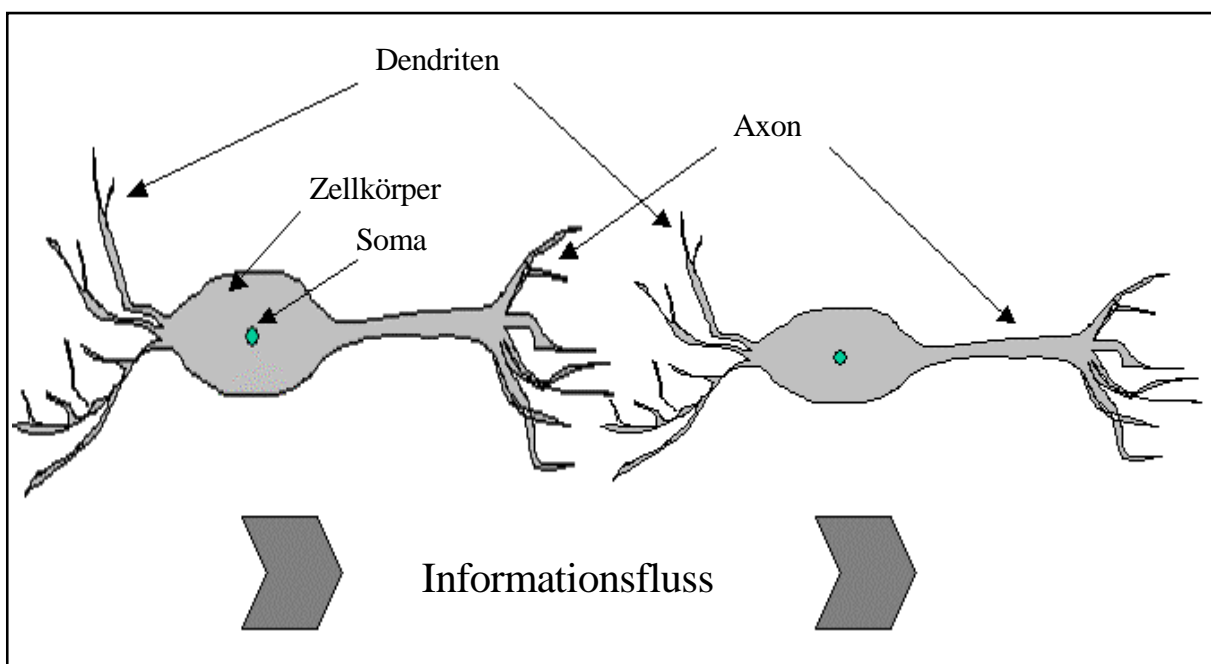 Dendriten
Axon
Zellkörper
Soma
Informationsfluss